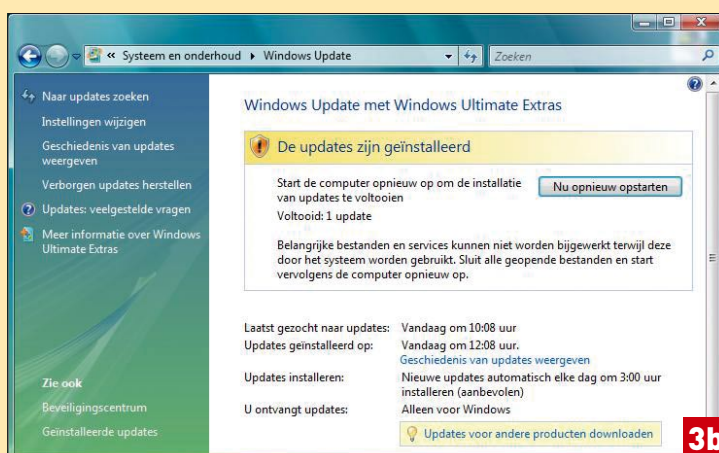 « Systeem en onderhoud Windows Update
Zoeken
Naar updates zoeken
Instellingen wijzigen
Geschiedenis van updates
weergeven
Verborgen updates herstellen
Updates: veelgestelde vragen
Meer informatie over Windows
Ultimate Extras
Zie ook
Beveiligingscentrum
Geïnstalleerde updates
Windows Update met Windows Ultimate Extras
De updates zijn geïnstalleerd
Start de computer opnieuw op om de installatie
van updates te voltooien
Nu opnieuw opstarten
Voltooid: 1 update
Belangrijke bestanden en services kunnen niet worden bijgewerkt terwijl deze
door het systeem worden gebruikt. Sluit alle geopende bestanden en start
vervolgens de computer opnieuw op.
Laatst gezocht naar updates: Vandaag om 10:08 uur
Updates geïnstalleerd op: Vandaag om 12:08 uur.
Geschiedenis van updates weergeven
Updates installeren: Nieuwe updates automatisch elke dag om 3:00 uur
installeren (aanbevolen)
U ontvangt updates: Alleen voor Windows
Updates voor andere producten downloaden
3b